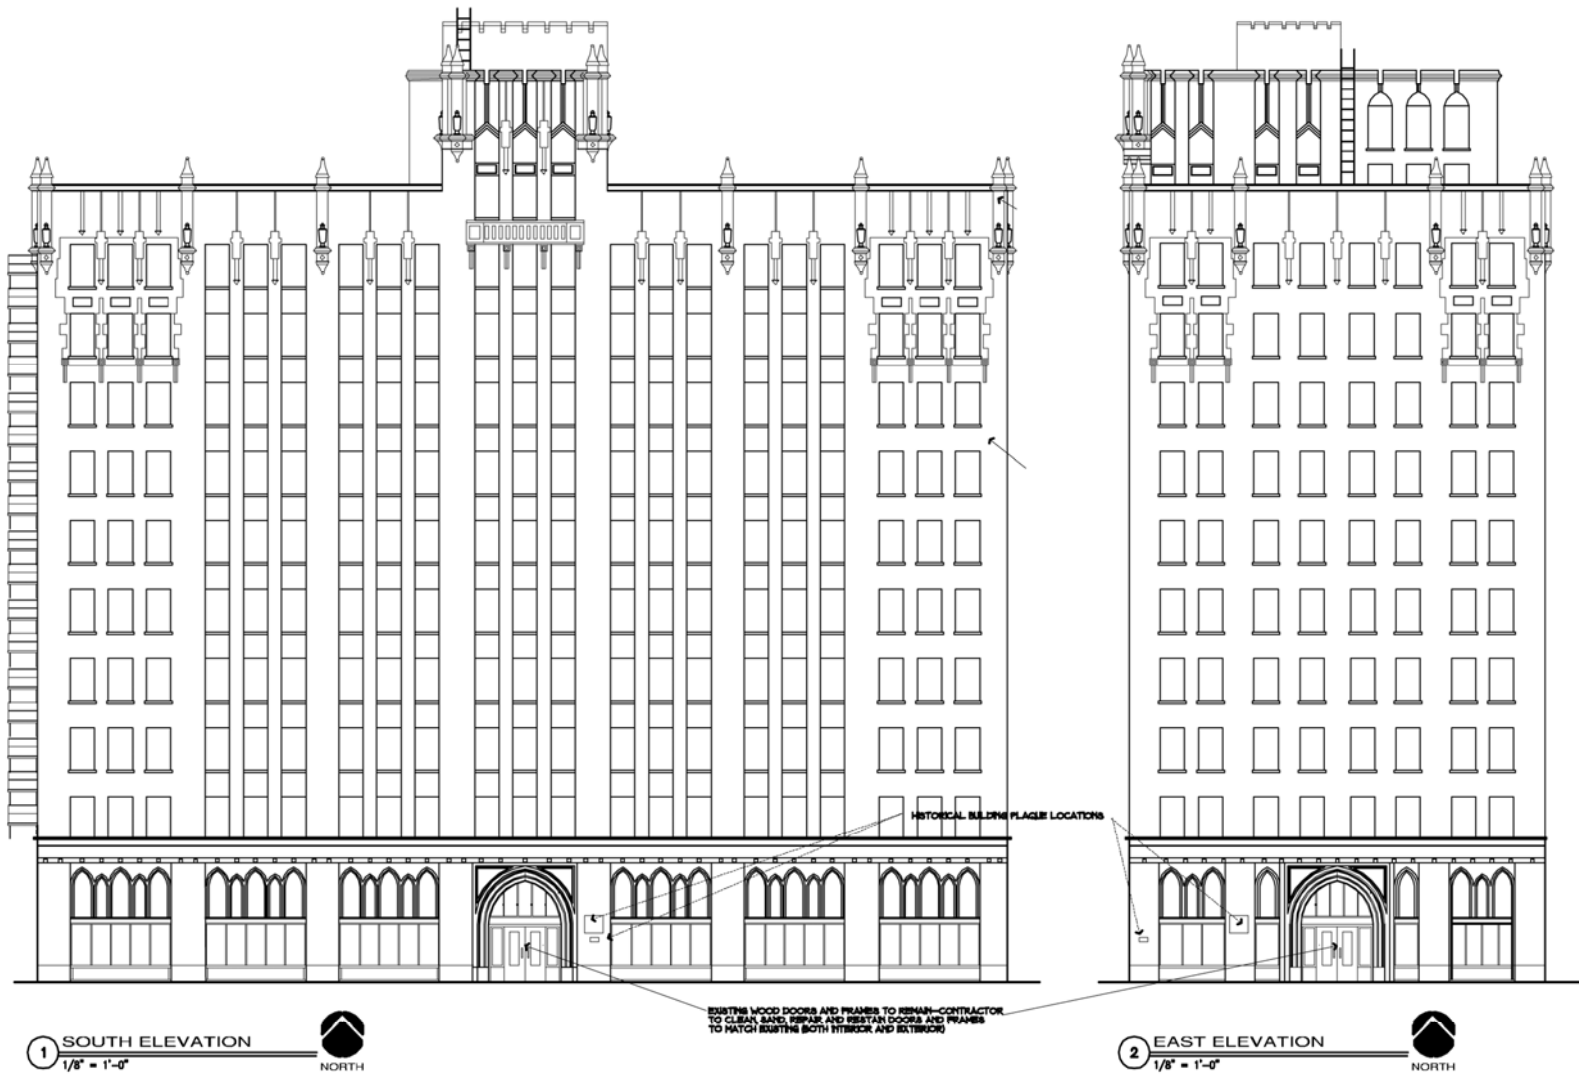 HISTORICAL BUILDING PLAQUE LOCATIONS
EXISTING WOOD DOORS AND FRAMES TO REMAIN-CONTRACTOR
TO CLEAN, SAND, REPAIR AND RESTAIN DOORS AND FRAMES
TO MATCH EXISTING (BOTH INTERIOR AND EXTERIOR)
1 SOUTH ELEVATION
1/8" = 1'-0"
NORTH
2 EAST ELEVATION
1/8" = 1'-0"
NORTH